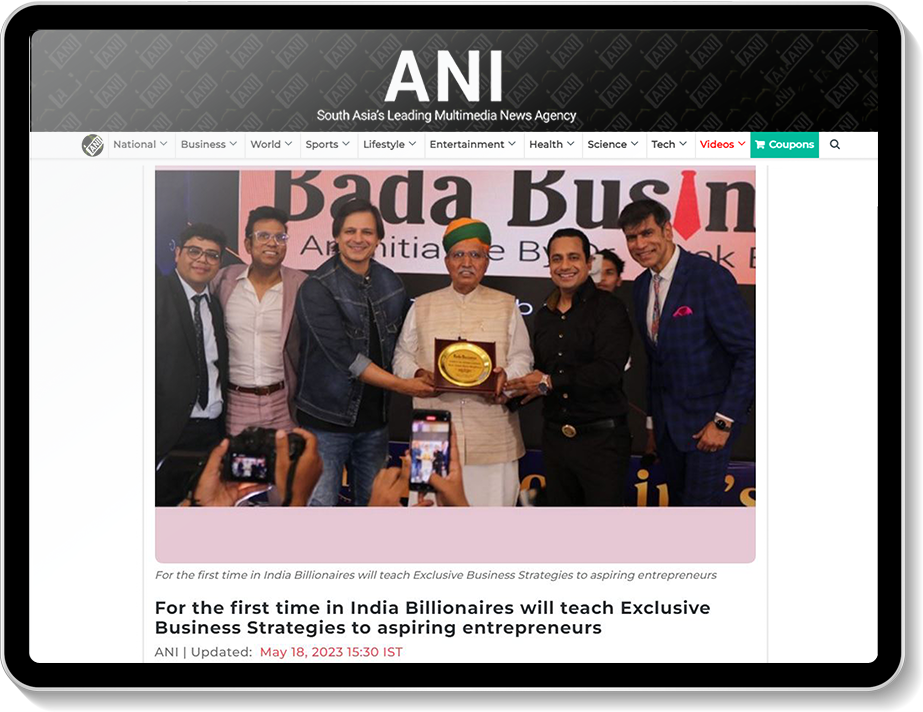 ANI
South Asia's Leading Multimedia News Agency
National Business World Sports Lifestyle Entertainment Health Science Tech Videos Coupons
Bada Busin
An Initia e By Dr ek B
Bada Business
For the first time in India Billionaires will teach Exclusive Business Strategies to aspiring entrepreneurs
For the first time in India Billionaires will teach Exclusive
Business Strategies to aspiring entrepreneurs
ANI | Updated: May 18, 2023 15:30 IST